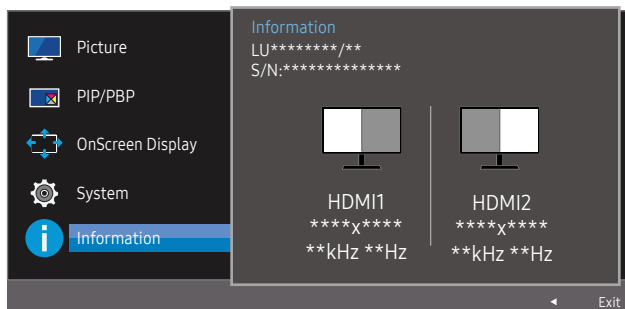 Picture
PIP/PBP
OnScreen Display
System
Information
Information
LU********/**
S/N:**************
HDMI1
****x****
**kHz **Hz
HDMI2
****x****
**kHz **Hz
Exit